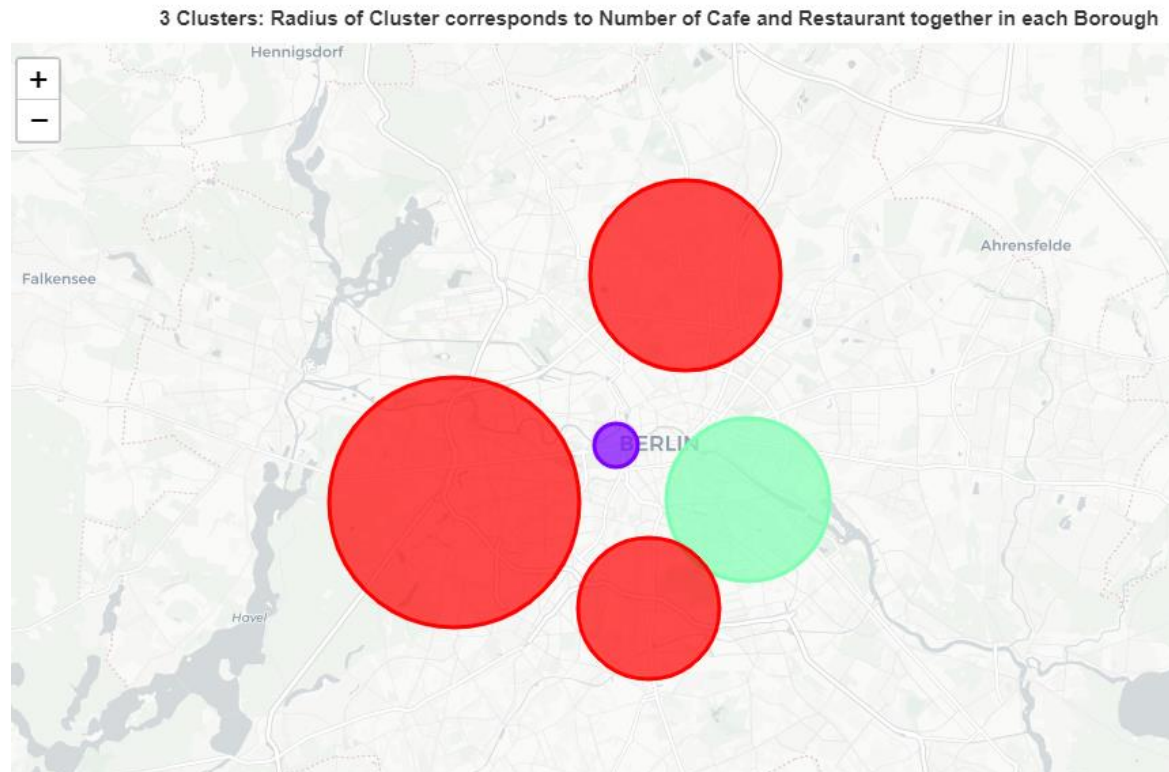 3 Clusters: Radius of Cluster corresponds to Number of Cafe and Restaurant together in each Borough
Hennigsdorf
+
−
Ahrensfelde
Falkensee
BERLIN
Havel